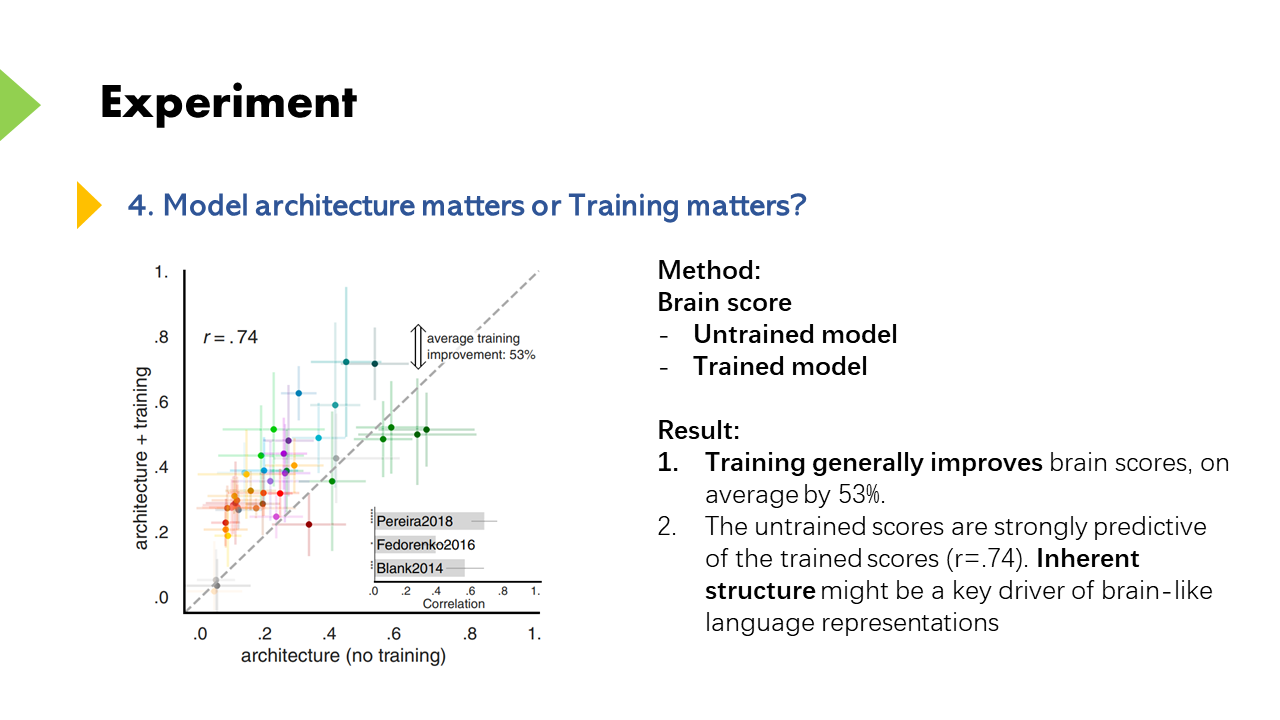 Experiment
4. Model architecture matters or Training matters?
1.
.8
.6
.4
.2
.0
architecture + training
r = .74
average training
improvement: 53%
Pereira2018
Fedorenko2016
Blank2014
.0 .2 .4 .6 .8 1.
Correlation
.0 .2 .4 .6 .8 1.
architecture (no training)
Method:
Brain score
- Untrained model
- Trained model
Result:
1. Training generally improves brain scores, on
average by 53%.
2. The untrained scores are strongly predictive
of the trained scores (r=.74). Inherent
structure might be a key driver of brain-like
language representations